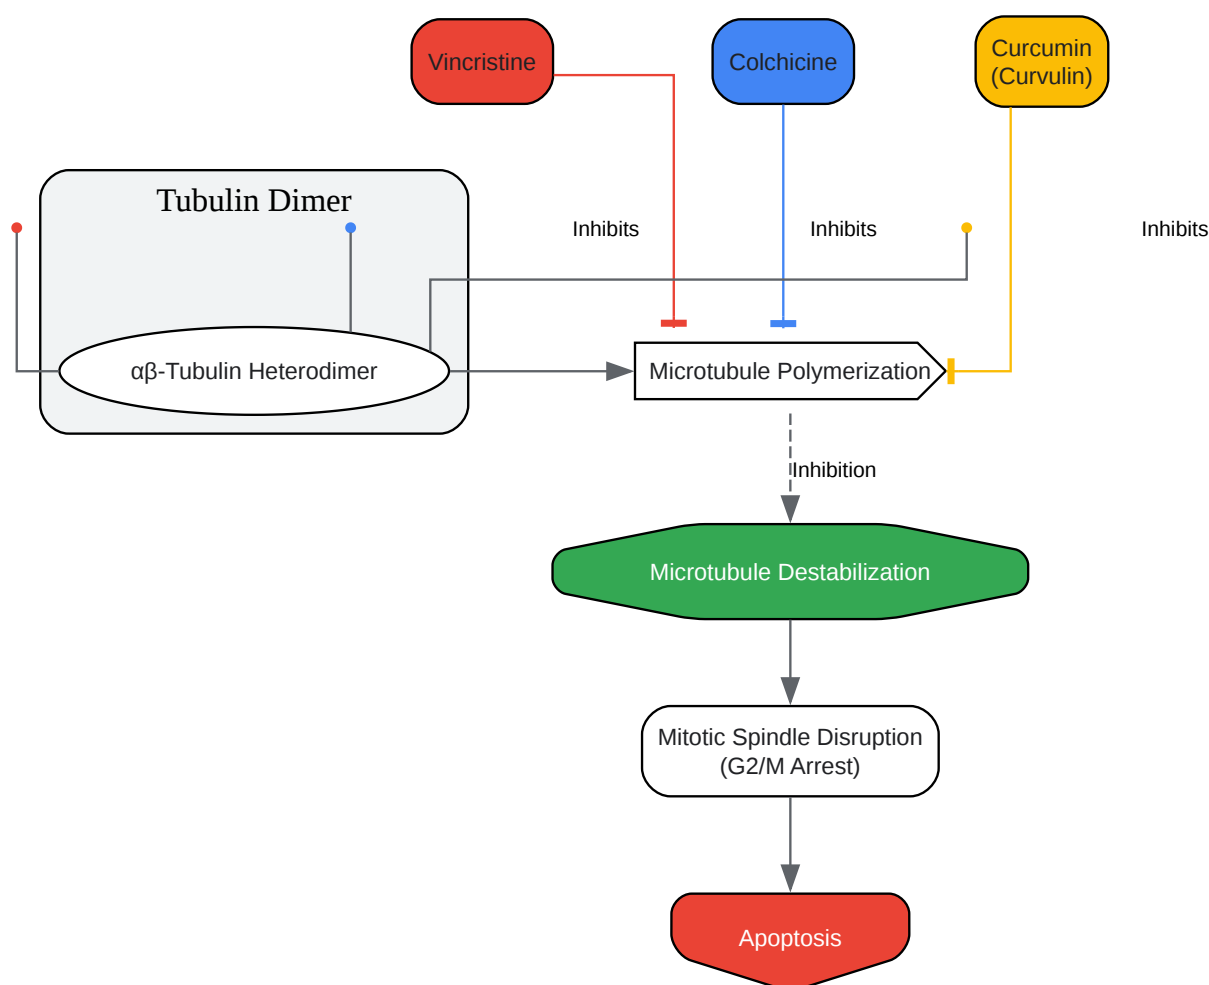 Vincristine
Colchicine
Curcumin
(Curvulin)
Tubulin Dimer
Inhibits
Inhibits
Inhibits
αβ-Tubulin Heterodimer
Microtubule Polymerization
Inhibition
Microtubule Destabilization
Mitotic Spindle Disruption
(G2/M Arrest)
Apoptosis